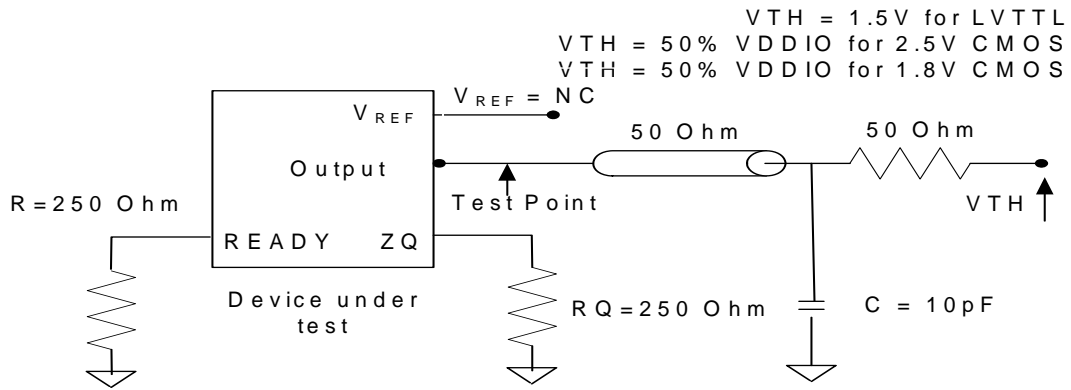 VTH = 1.5V for LVTTL
VTH = 50% VDDIO for 2.5V CMOS
VTH = 50% VDDIO for 1.8V CMOS
VREF = NC
VREF
50 Ohm
50 Ohm
Output
R=250 Ohm
Test Point
VTH
READY
ZQ
Device under
test
RQ=250 Ohm
C = 10pF